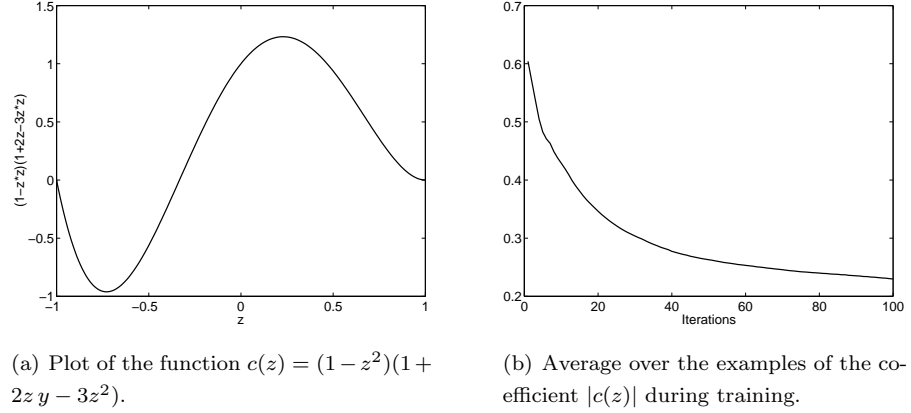 1.5
1
0.5
0
−0.5
−1
(1−z*z)(1+2z−3z*z)
−1 −0.5 0 0.5 1
z
0.7
0.6
0.5
0.4
0.3
0.2
0 20 40 60 80 100
Iterations
(a) Plot of the function c(z) = (1 − z²)(1+
2z y − 3z²).
(b) Average over the examples of the co-
efficient |c(z)| during training.